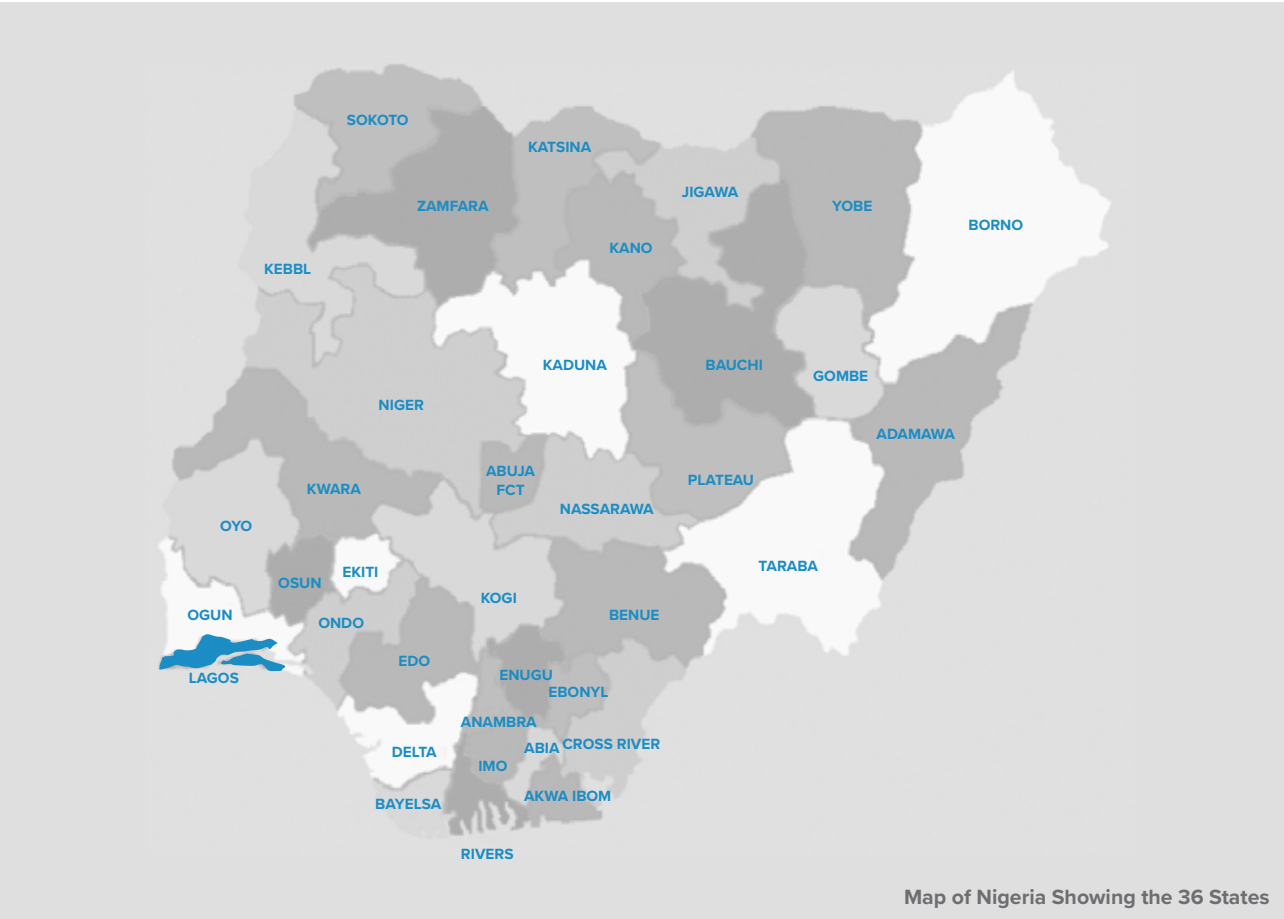 SOKOTO
KATSINA
JIGAWA
ZAMFARA
YOBE
BORNO
KANO
KEBBL
KADUNA
BAUCHI
GOMBE
NIGER
ADAMAWA
ABUJA
FCT
PLATEAU
KWARA
NASSARAWA
OYO
TARABA
EKITI
OSUN
KOGI
OGUN
BENUE
ONDO
EDO
ENUGU
LAGOS
EBONYL
ANAMBRA
CROSS RIVER
ABIA
DELTA
IMO
AKWA IBOM
BAYELSA
RIVERS
Map of Nigeria Showing the 36 States